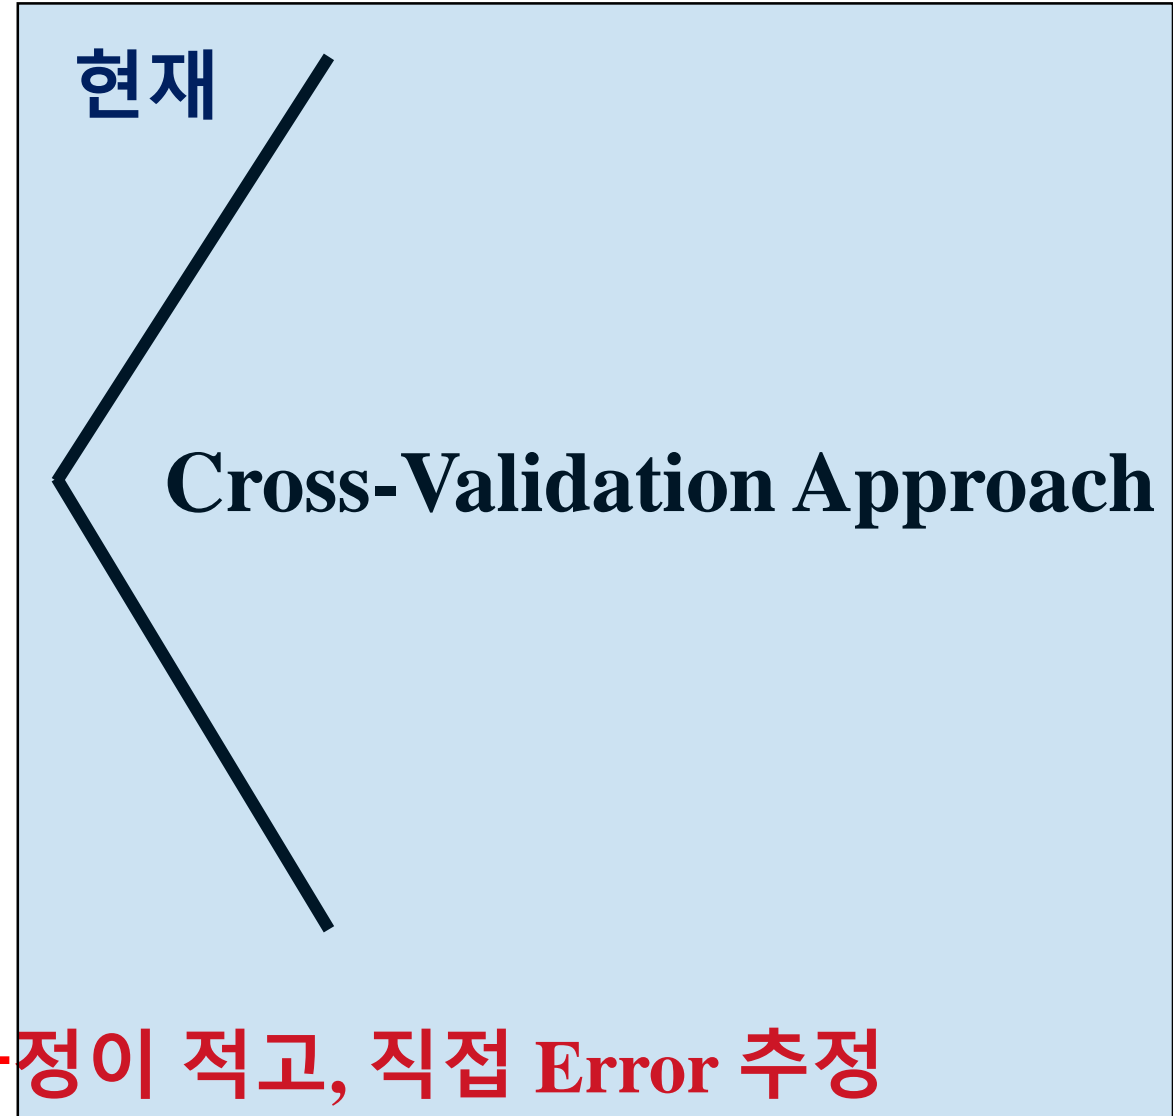 현재
Cross-Validation Approach
정이 적고, 직접 Error 추정